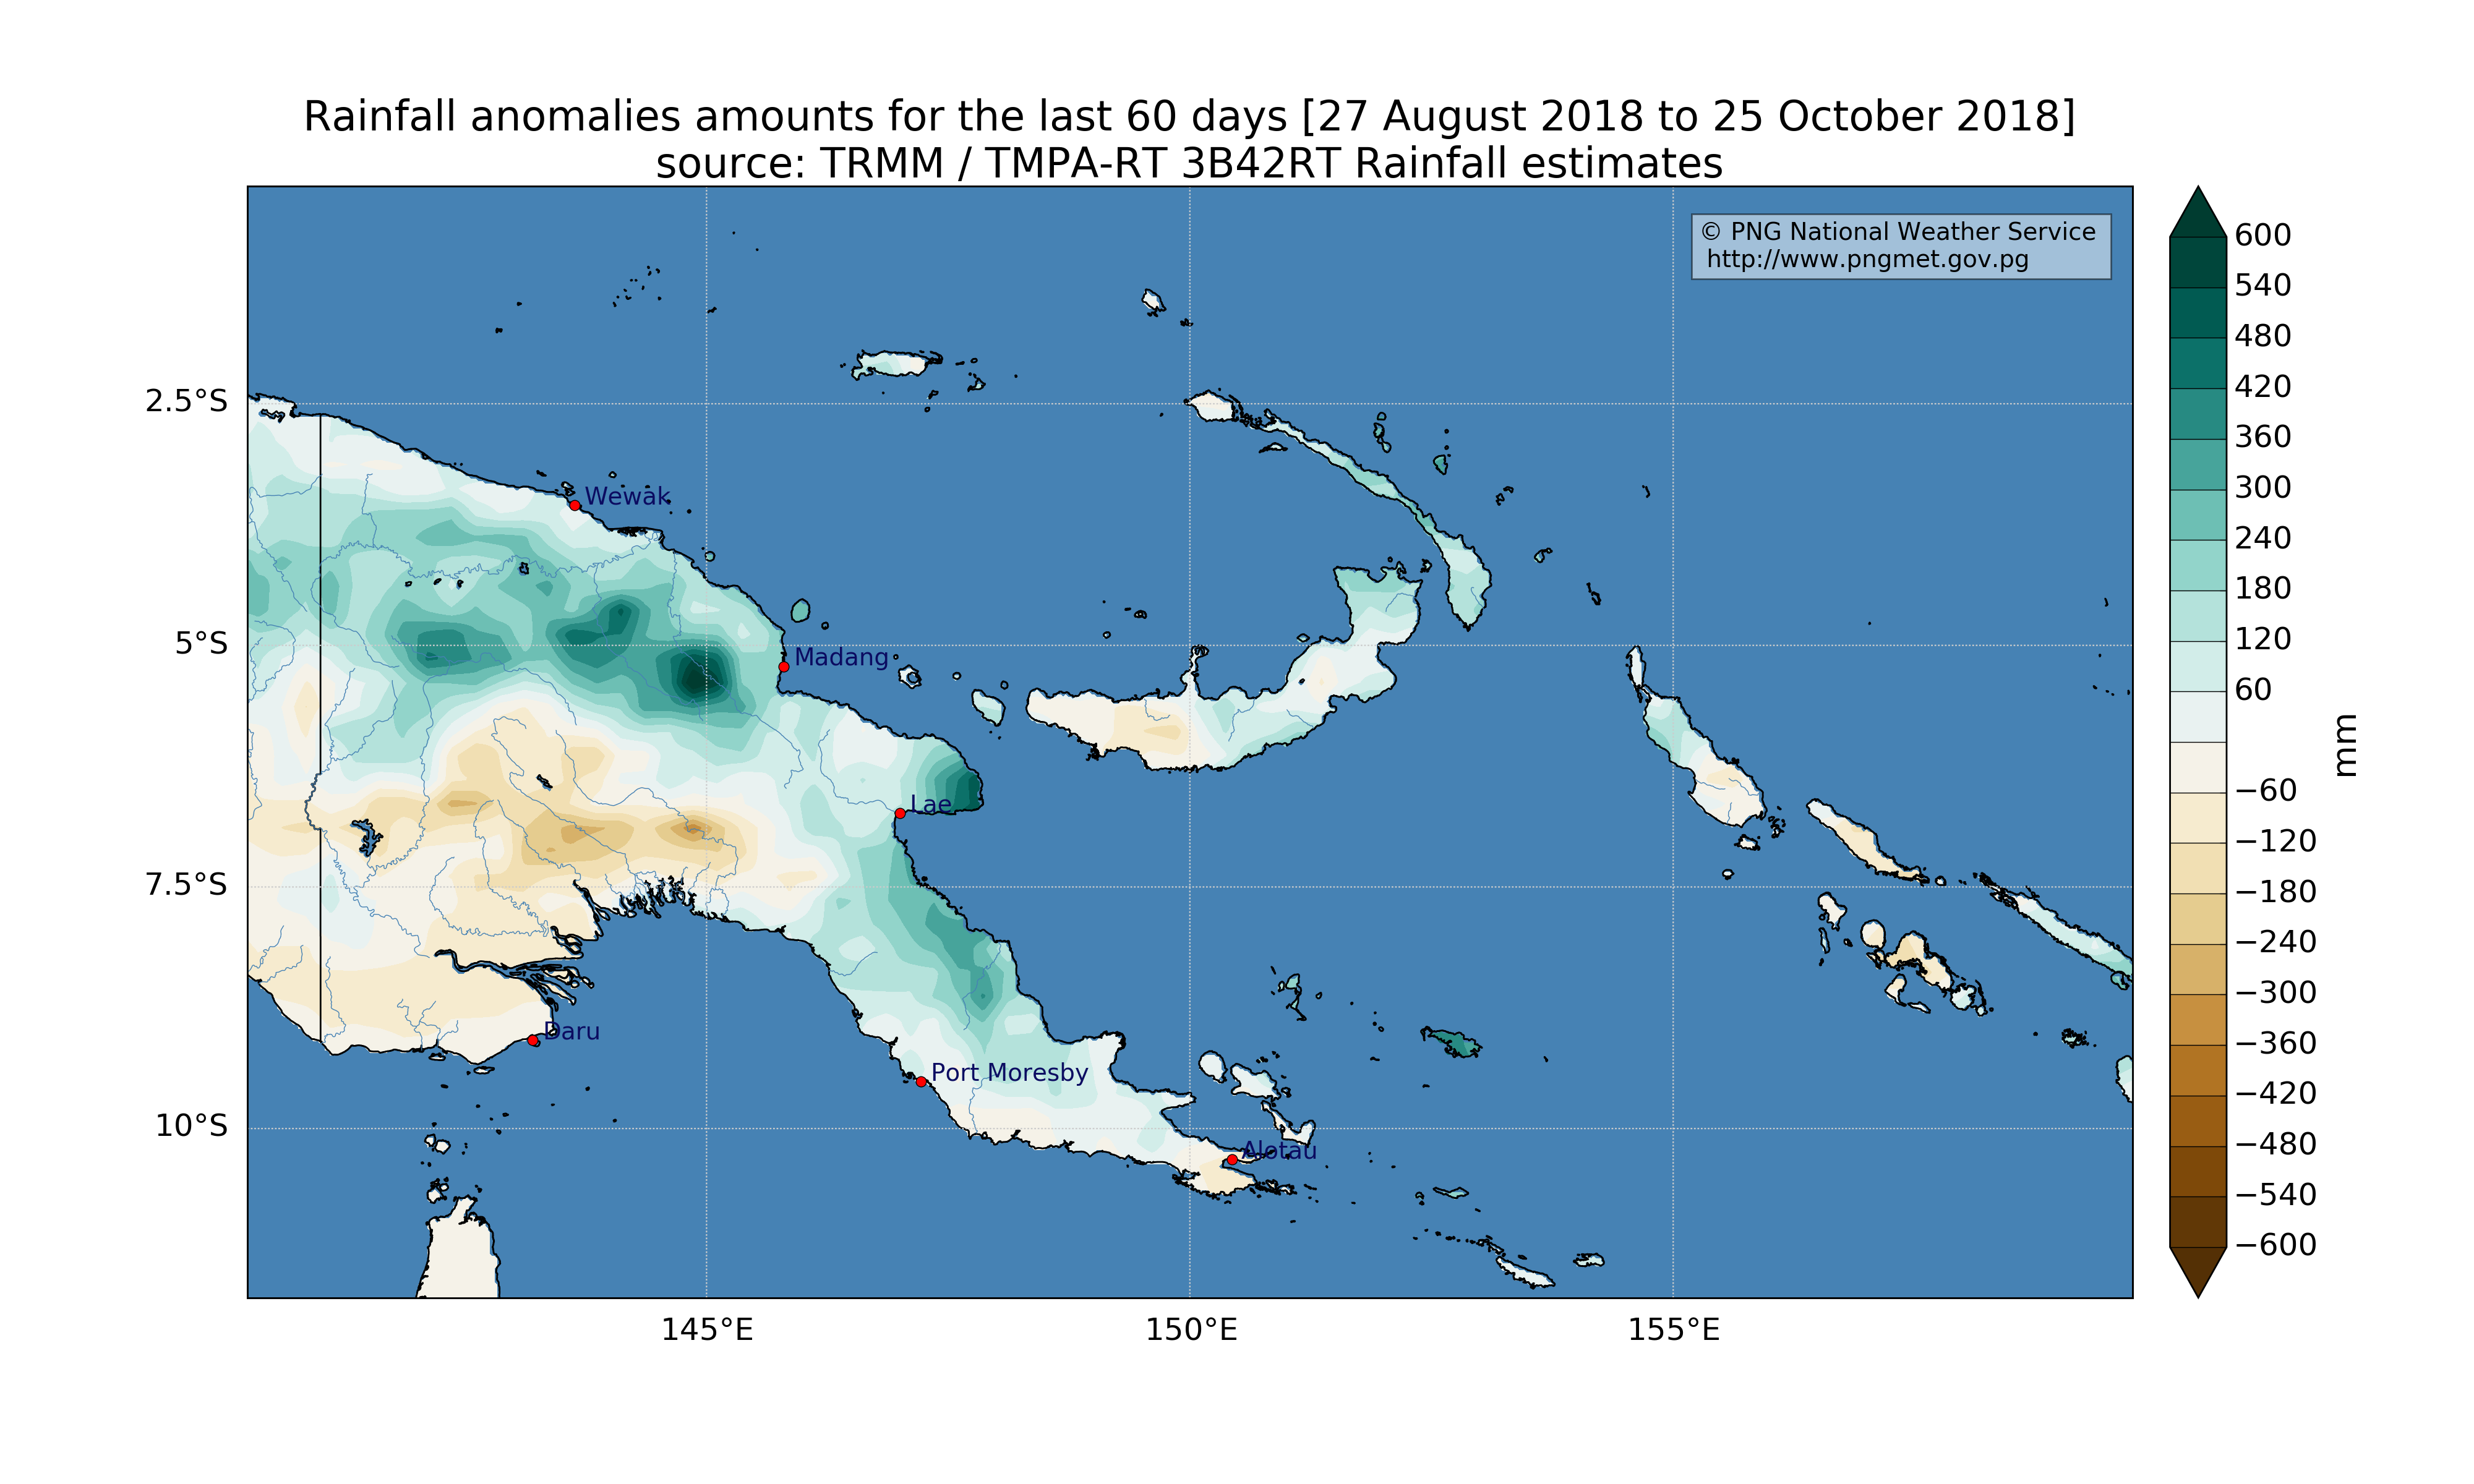 Rainfall anomalies amounts for the last 60 days [27 August 2018 to 25 October 2018]
source: TRMM / TMPA-RT 3B42RT Rainfall estimates
© PNG National Weather Service
http://www.pngmet.gov.pg
2.5°S
5°S
7.5°S
10°S
Wewak
Madang
Lae
Daru
Port Moresby
Alotau
145°E
150°E
155°E
600
540
480
420
360
300
240
180
120
60
−60
−120
−180
−240
−300
−360
−420
−480
−540
−600
mm